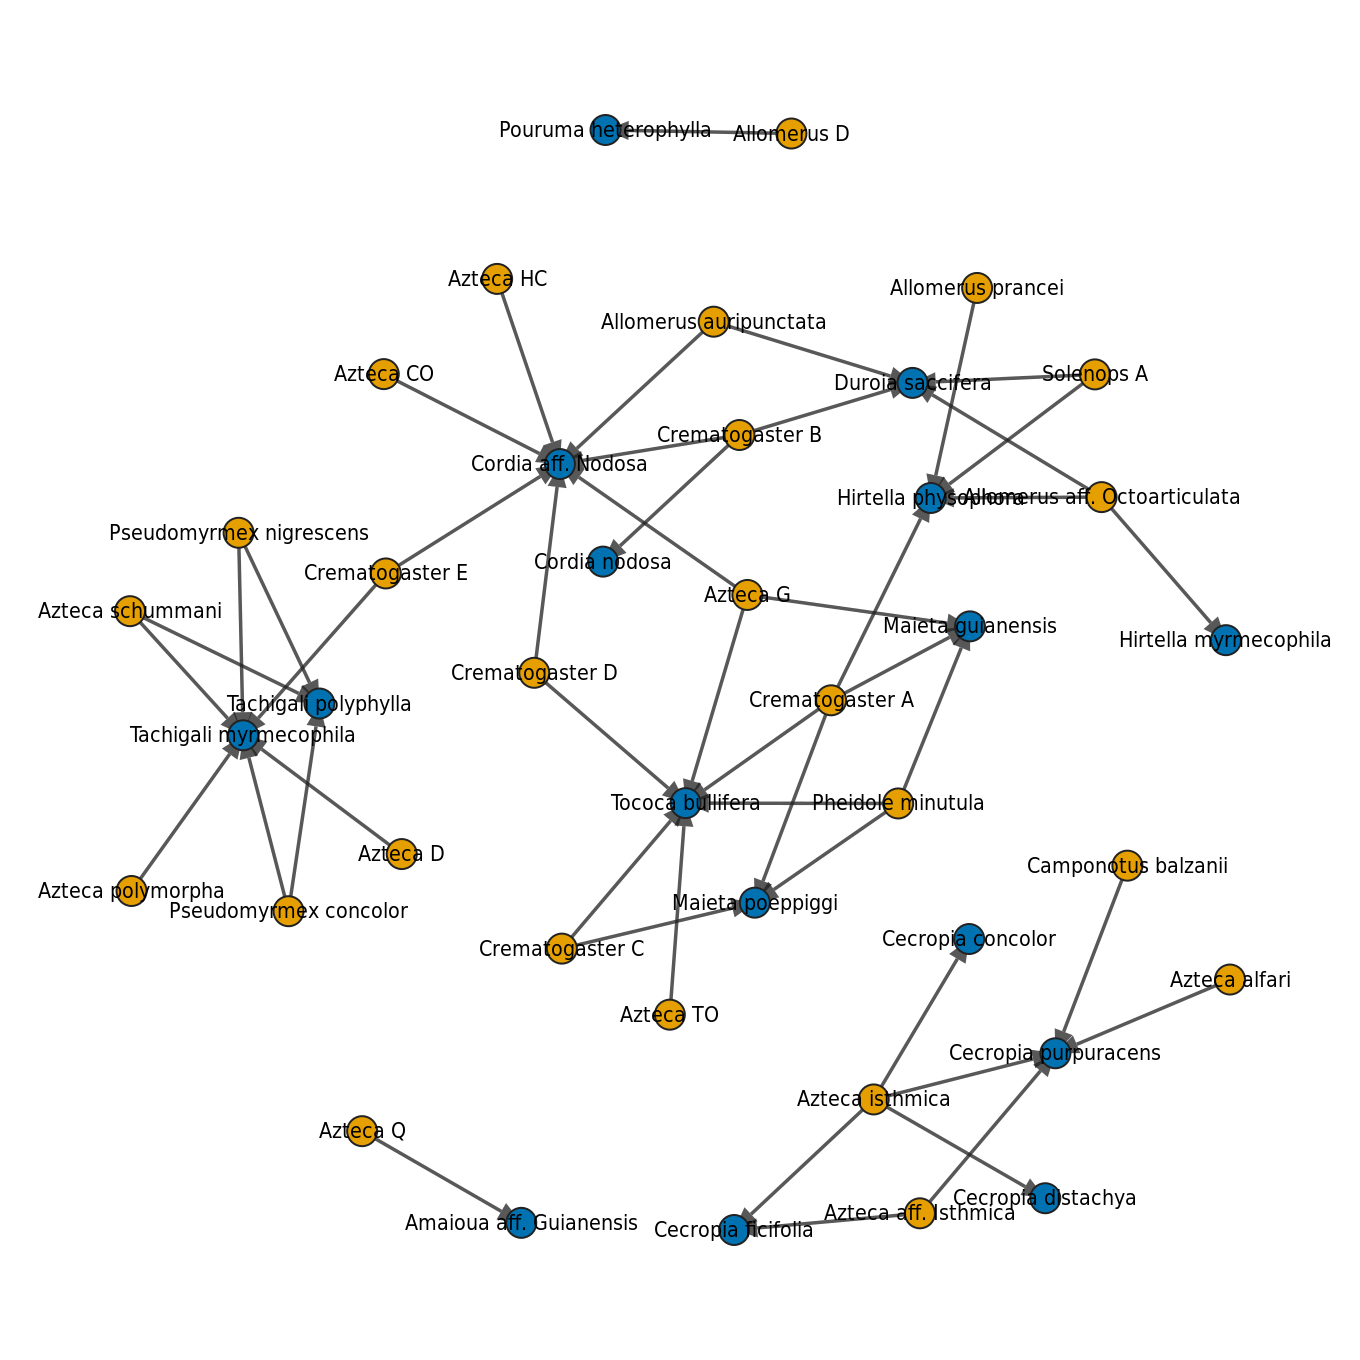 Pouruma heterophylla
Allomerus D
Azteca HC
Allomerus prancei
Allomerus auripunctata
Azteca CO
Duroia saccifera
Solenops A
Crematogaster B
Cordia aff. Nodosa
Hirtella physophora
Allomerus aff. Octoarticulata
Pseudomyrmex nigrescens
Cordia nodosa
Crematogaster E
Azteca G
Azteca schummani
Maieta guianensis
Hirtella myrmecophila
Crematogaster D
Crematogaster A
Tachigali polyphylla
Tachigali myrmecophila
Tococa bullifera
Pheidole minutula
Azteca D
Camponotus balzanii
Azteca polymorpha
Maieta poeppiggi
Pseudomyrmex concolor
Cecropia concolor
Crematogaster C
Azteca alfari
Azteca TO
Cecropia purpuracens
Azteca isthmica
Azteca Q
Cecropia distachya
Azteca aff. Isthmica
Amaioua aff. Guianensis
Cecropia ficifolia